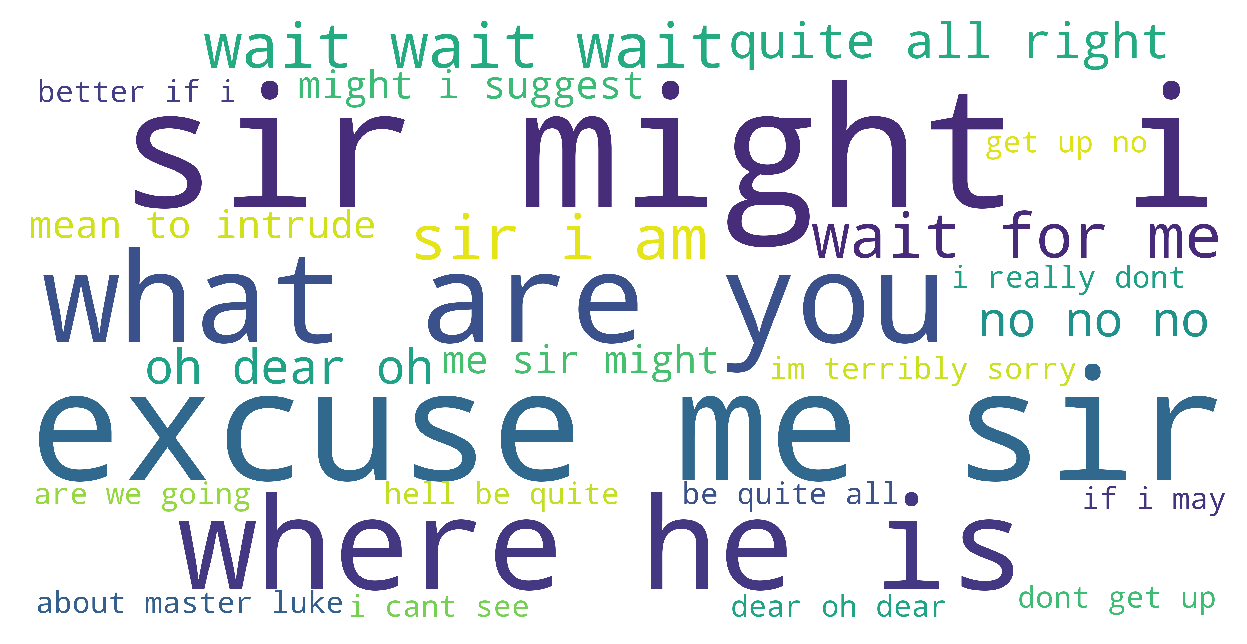 wait wait wait
quite all right
better if i
might i suggest
sir might i
get up no
mean to intrude
sir i am
wait for me
what are you
i really dont
no no no
oh dear oh
me sir might
im terribly sorry
excuse me sir
are we going
hell be quite
be quite all
if i may
where he is
about master luke
i cant see
dear oh dear
dont get up